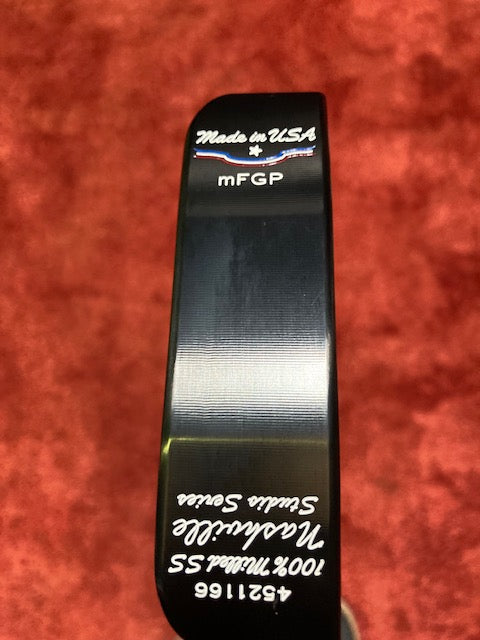 Made in USA
mFGP
4521166
100% Milled SS
Nashville
Studio Series